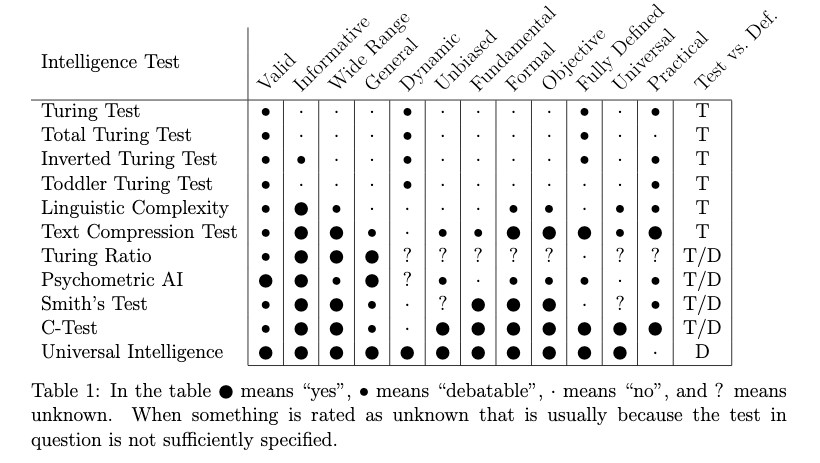 Intelligence Test Valid Informative Wide Range General Dynamic Unbiased Fundamental Formal Objective Fully Defined Universal Practical Test vs. Def.
Turing Test • · · · • · · · · • · • T
Total Turing Test • · · · • · · · · • · · T
Inverted Turing Test • • · · • · · · · • · • T
Toddler Turing Test • · · · • · · · · · · • T
Linguistic Complexity • ● • · · · · • • · • • T
Text Compression Test • ● ● • · • • ● ● ● • ● T
Turing Ratio • ● ● ● ? ? ? ? ? · ? ? T/D
Psychometric AI ● ● • ● ? • · • • • · • T/D
Smith's Test • ● ● • · ? ● ● ● · ? • T/D
C-Test • ● ● • · ● ● ● ● ● ● ● T/D
Universal Intelligence ● ● ● ● ● ● ● ● ● ● ● · D
Table 1: In the table ● means “yes”, • means “debatable”, · means “no”, and ? means
unknown. When something is rated as unknown that is usually because the test in
question is not sufficiently specified.